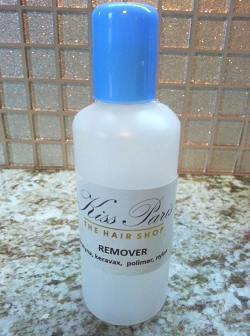 Kiss Paris
THE HAIR SHOP
REMOVER
keravax, polimer,